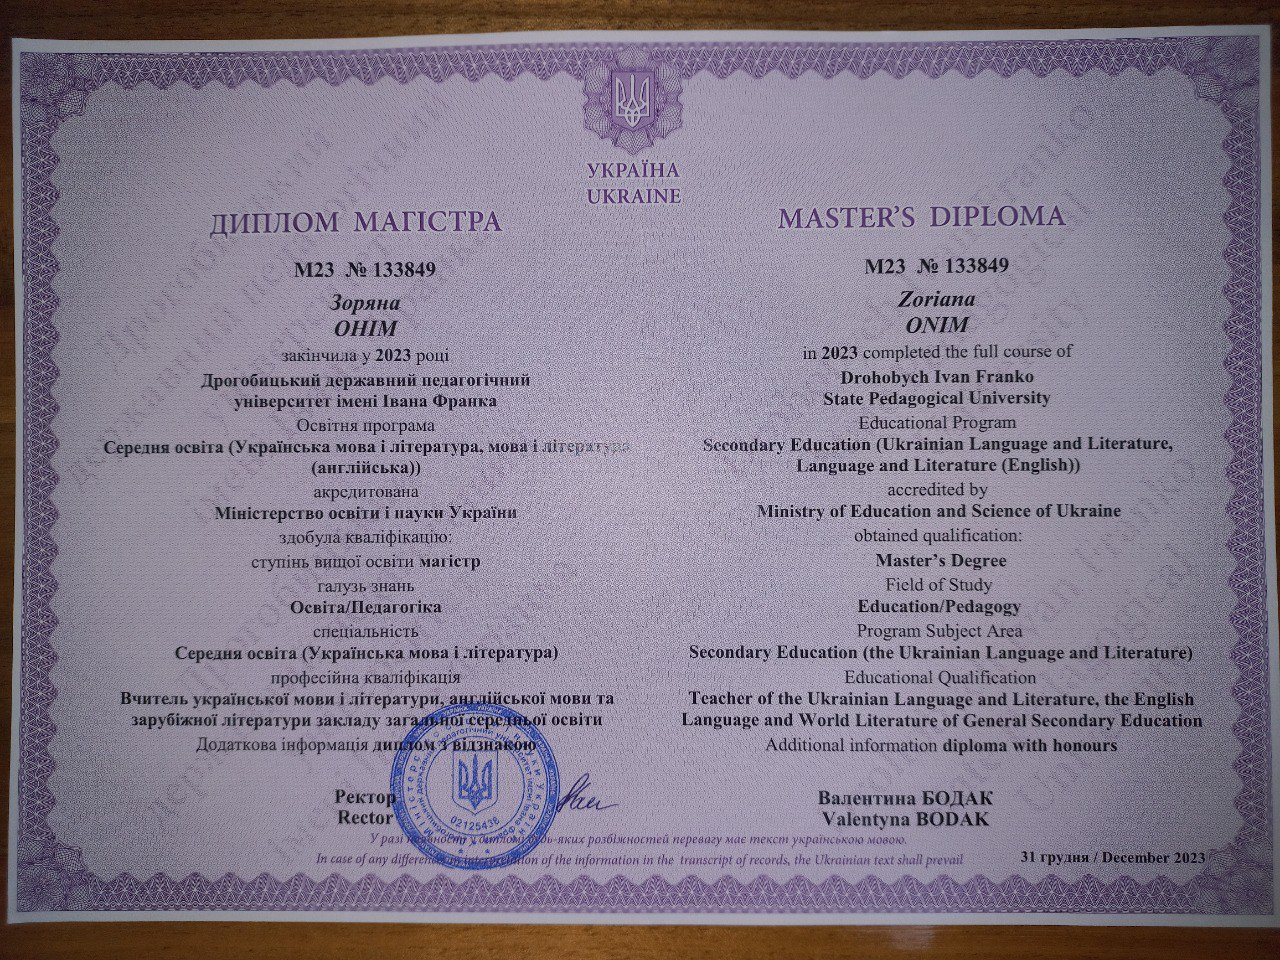 УКРАЇНА
UKRAINE
ДИПЛОМ МАГІСТРА
М23 № 133849
Зоряна
ОНІМ
закінчила у 2023 році
Дрогобицький державний педагогічний
університет імені Івана Франка
Освітня програма
Середня освіта (Українська мова і література, мова і література
(англійська))
акредитована
Міністерство освіти і науки України
здобула кваліфікацію:
ступінь вищої освіти магістр
галузь знань
Освіта/Педагогіка
спеціальність
Середня освіта (Українська мова і література)
професійна кваліфікація
Вчитель української мови і літератури, англійської мови та
зарубіжної літератури закладу загальної середньої освіти
Додаткова інформація диплом з відзнакою
MASTER'S DIPLOMA
М23 № 133849
Zoriana
ONIM
in 2023 completed the full course of
Drohobych Ivan Franko
State Pedagogical University
Educational Program
Secondary Education (Ukrainian Language and Literature,
Language and Literature (English))
accredited by
Ministry of Education and Science of Ukraine
obtained qualification:
Master's Degree
Field of Study
Education/Pedagogy
Program Subject Area
Secondary Education (the Ukrainian Language and Literature)
Educational Qualification
Teacher of the Ukrainian Language and Literature, the English
Language and World Literature of General Secondary Education
Additional information diploma with honours
Ректор
Rector
02125438
Валентина БОДАК
Valentyna BODAK
У разі в дипломі будь-яких розбіжностей перевагу має текст українською мовою.
In case of any differences in interpretation of the information in the transcript of records, the Ukrainian text shall prevail
31 грудня / December 2023